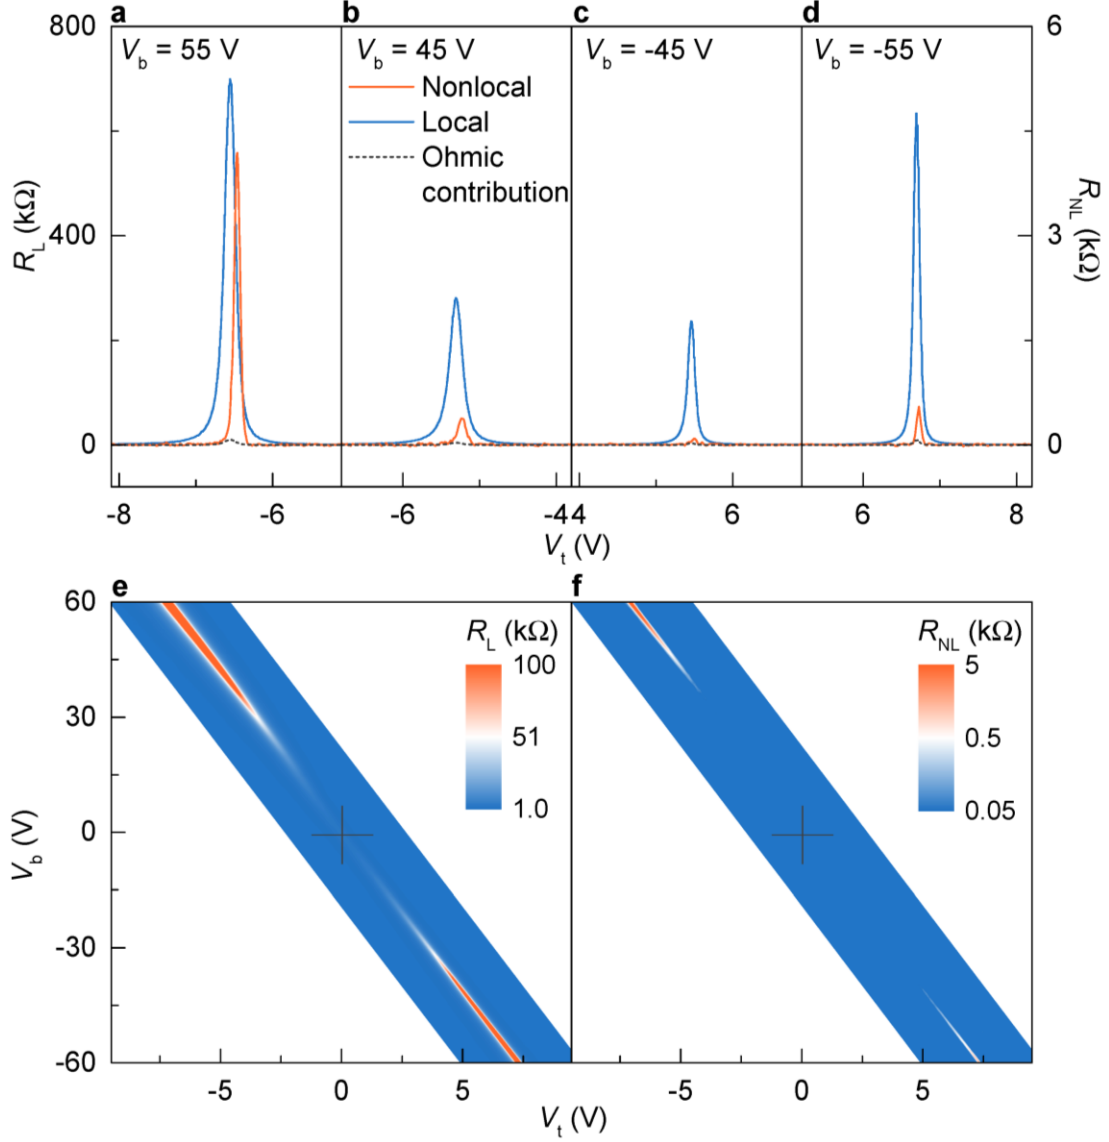 a b c d
800 6
V_b = 55 V V_b = 45 V V_b = -45 V V_b = -55 V
Nonlocal
Local
Ohmic
contribution
R_L (kΩ)
400 3
R_NL (kΩ)
0 0
-8 -6 -6 -44 6 6 8
V_t (V)
e f
60
R_L (kΩ) R_NL (kΩ)
100 5
30
51 0.5
1.0 0.05
V_b (V)
0
-30
-60
-5 0 5 -5 0 5
V_t (V)